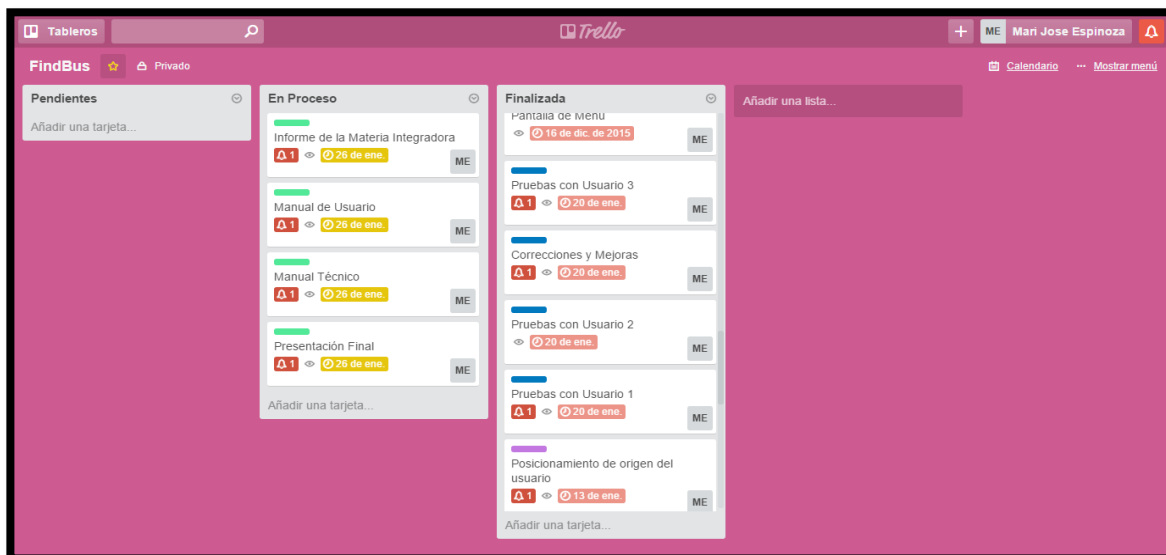 Tableros
Trello
+
ME Mari Jose Espinoza
FindBus
Privado
Calendario
... Mostrar menú
Pendientes
Añadir una tarjeta...
En Proceso
Informe de la Materia Integradora
1 26 de ene.
ME
Manual de Usuario
1 26 de ene.
ME
Manual Técnico
1 26 de ene.
ME
Presentación Final
1 26 de ene.
ME
Añadir una tarjeta...
Finalizada
Pantalla de Menu
16 de dic. de 2015
ME
Pruebas con Usuario 3
1 20 de ene.
ME
Correcciones y Mejoras
1 20 de ene.
ME
Pruebas con Usuario 2
20 de ene.
ME
Pruebas con Usuario 1
1 20 de ene.
ME
Posicionamiento de origen del
usuario
1 13 de ene.
ME
Añadir una tarjeta...
Añadir una lista...